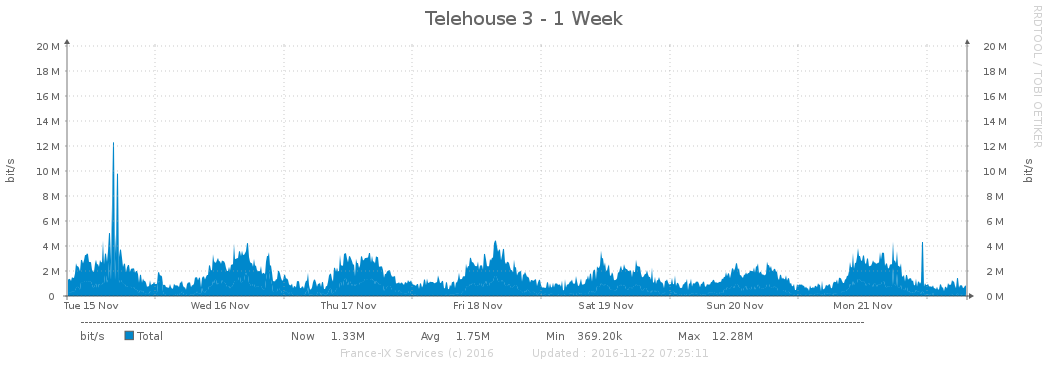 Telehouse 3 - 1 Week
RRDTOOL / TOBI OETIKER
bit/s
20 M 20 M
18 M 18 M
16 M 16 M
14 M 14 M
12 M 12 M
10 M 10 M
8 M 8 M
6 M 6 M
4 M 4 M
2 M 2 M
0 0 M
bit/s
Tue 15 Nov Wed 16 Nov Thu 17 Nov Fri 18 Nov Sat 19 Nov Sun 20 Nov Mon 21 Nov
bit/s Total Now 1.33M Avg 1.75M Min 369.20k Max 12.28M
France-IX Services (c) 2016 Updated : 2016-11-22 07:25:11